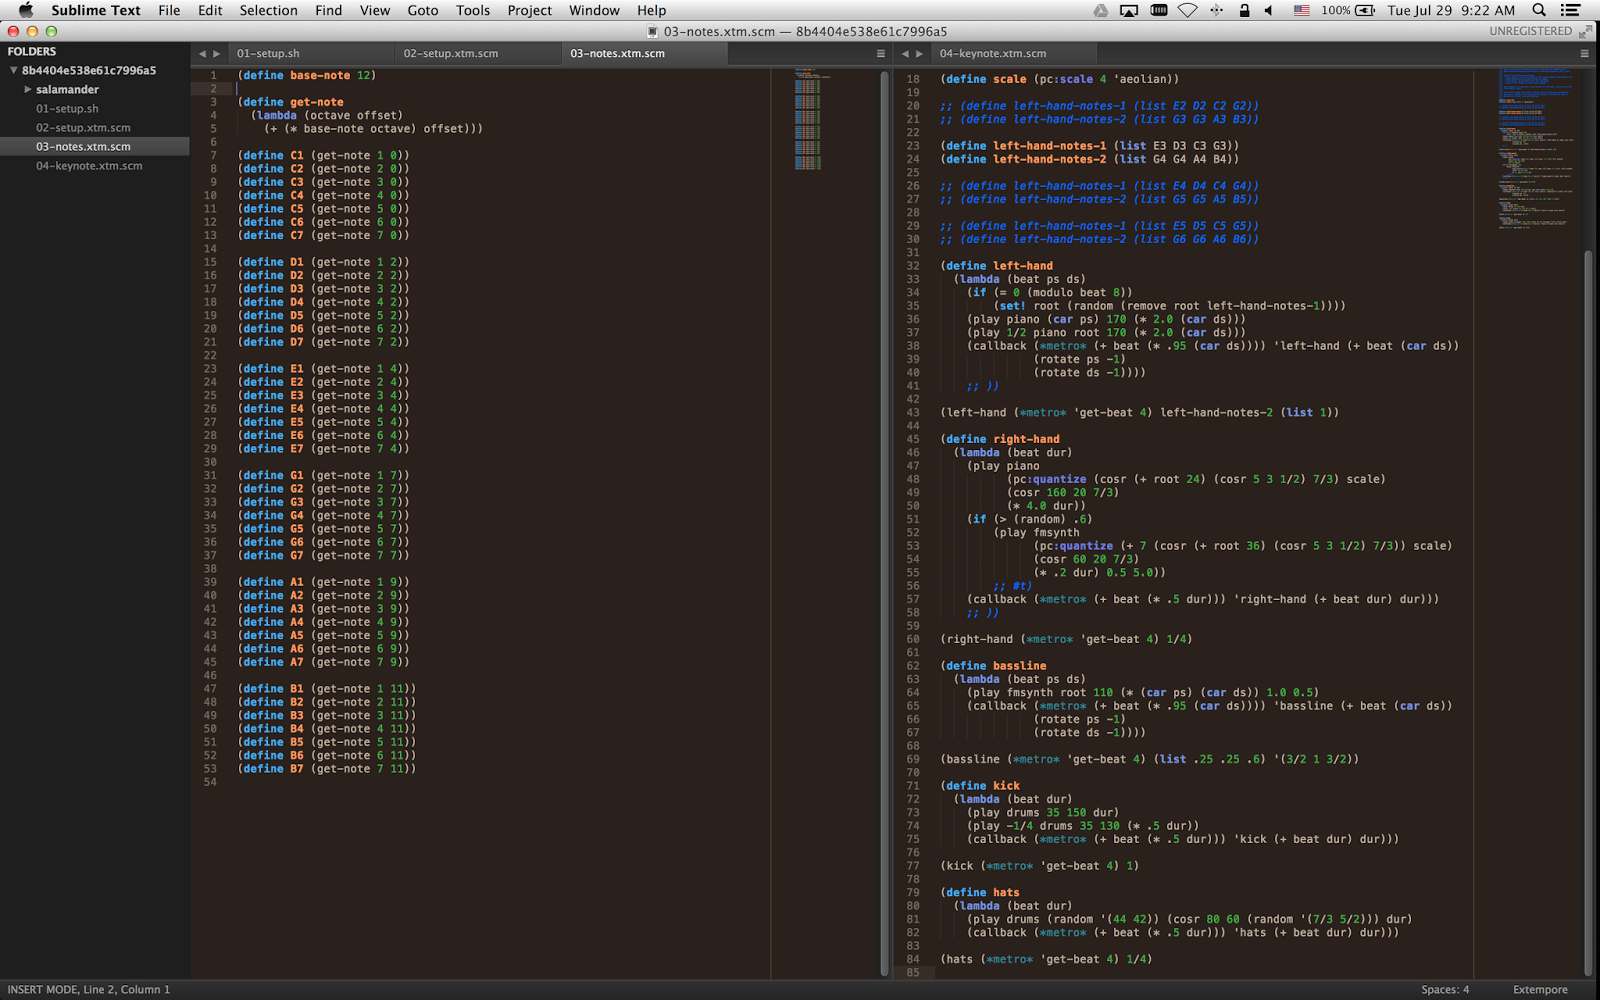 Sublime Text File Edit Selection Find View Goto Tools Project Window Help 100% Tue Jul 29 9:22 AM
03-notes.xtm.scm — 8b4404e538e61c7996a5 UNREGISTERED
FOLDERS
8b4404e538e61c7996a5
salamander
01-setup.sh
02-setup.xtm.scm
03-notes.xtm.scm
04-keynote.xtm.scm
01-setup.sh 02-setup.xtm.scm 03-notes.xtm.scm
1 (define base-note 12)
2
3 (define get-note
4 (lambda (octave offset)
5 (+ (* base-note octave) offset)))
6
7 (define C1 (get-note 1 0))
8 (define C2 (get-note 2 0))
9 (define C3 (get-note 3 0))
10 (define C4 (get-note 4 0))
11 (define C5 (get-note 5 0))
12 (define C6 (get-note 6 0))
13 (define C7 (get-note 7 0))
14
15 (define D1 (get-note 1 2))
16 (define D2 (get-note 2 2))
17 (define D3 (get-note 3 2))
18 (define D4 (get-note 4 2))
19 (define D5 (get-note 5 2))
20 (define D6 (get-note 6 2))
21 (define D7 (get-note 7 2))
22
23 (define E1 (get-note 1 4))
24 (define E2 (get-note 2 4))
25 (define E3 (get-note 3 4))
26 (define E4 (get-note 4 4))
27 (define E5 (get-note 5 4))
28 (define E6 (get-note 6 4))
29 (define E7 (get-note 7 4))
30
31 (define G1 (get-note 1 7))
32 (define G2 (get-note 2 7))
33 (define G3 (get-note 3 7))
34 (define G4 (get-note 4 7))
35 (define G5 (get-note 5 7))
36 (define G6 (get-note 6 7))
37 (define G7 (get-note 7 7))
38
39 (define A1 (get-note 1 9))
40 (define A2 (get-note 2 9))
41 (define A3 (get-note 3 9))
42 (define A4 (get-note 4 9))
43 (define A5 (get-note 5 9))
44 (define A6 (get-note 6 9))
45 (define A7 (get-note 7 9))
46
47 (define B1 (get-note 1 11))
48 (define B2 (get-note 2 11))
49 (define B3 (get-note 3 11))
50 (define B4 (get-note 4 11))
51 (define B5 (get-note 5 11))
52 (define B6 (get-note 6 11))
53 (define B7 (get-note 7 11))
54
04-keynote.xtm.scm
18 (define scale (pc:scale 4 'aeolian))
19
20 ;; (define left-hand-notes-1 (list E2 D2 C2 G2))
21 ;; (define left-hand-notes-2 (list G3 G3 A3 B3))
22
23 (define left-hand-notes-1 (list E3 D3 C3 G3))
24 (define left-hand-notes-2 (list G4 G4 A4 B4))
25
26 ;; (define left-hand-notes-1 (list E4 D4 C4 G4))
27 ;; (define left-hand-notes-2 (list G5 G5 A5 B5))
28
29 ;; (define left-hand-notes-1 (list E5 D5 C5 G5))
30 ;; (define left-hand-notes-2 (list G6 G6 A6 B6))
31
32 (define left-hand
33 (lambda (beat ps ds)
34 (if (= 0 (modulo beat 8))
35 (set! root (random (remove root left-hand-notes-1))))
36 (play piano (car ps) 170 (* 2.0 (car ds)))
37 (play 1/2 piano root 170 (* 2.0 (car ds)))
38 (callback (*metro* (+ beat (* .95 (car ds)))) 'left-hand (+ beat (car ds))
39 (rotate ps -1)
40 (rotate ds -1))))
41 ;; ))
42
43 (left-hand (*metro* 'get-beat 4) left-hand-notes-2 (list 1))
44
45 (define right-hand
46 (lambda (beat dur)
47 (play piano
48 (pc:quantize (cosr (+ root 24) (cosr 5 3 1/2) 7/3) scale)
49 (cosr 160 20 7/3)
50 (* 4.0 dur))
51 (if (> (random) .6)
52 (play fmsynth
53 (pc:quantize (+ 7 (cosr (+ root 36) (cosr 5 3 1/2) 7/3)) scale)
54 (cosr 60 20 7/3)
55 (* .2 dur) 0.5 5.0))
56 ;; #t)
57 (callback (*metro* (+ beat (* .5 dur))) 'right-hand (+ beat dur) dur)))
58 ;; ))
59
60 (right-hand (*metro* 'get-beat 4) 1/4)
61
62 (define bassline
63 (lambda (beat ps ds)
64 (play fmsynth root 110 (* (car ps) (car ds)) 1.0 0.5)
65 (callback (*metro* (+ beat (* .95 (car ds)))) 'bassline (+ beat (car ds))
66 (rotate ps -1)
67 (rotate ds -1))))
68
69 (bassline (*metro* 'get-beat 4) (list .25 .25 .6) '(3/2 1 3/2))
70
71 (define kick
72 (lambda (beat dur)
73 (play drums 35 150 dur)
74 (play -1/4 drums 35 130 (* .5 dur))
75 (callback (*metro* (+ beat (* .5 dur))) 'kick (+ beat dur) dur)))
76
77 (kick (*metro* 'get-beat 4) 1)
78
79 (define hats
80 (lambda (beat dur)
81 (play drums (random '(44 42)) (cosr 80 60 (random '(7/3 5/2))) dur)
82 (callback (*metro* (+ beat (* .5 dur))) 'hats (+ beat dur) dur)))
83
84 (hats (*metro* 'get-beat 4) 1/4)
85
INSERT MODE, Line 2, Column 1 Spaces: 4 Extempore